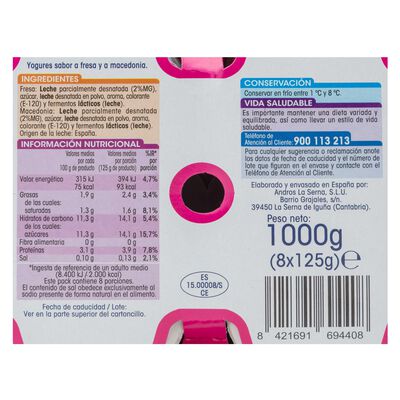 Yogures sabor a fresa y a macedonia.
INGREDIENTES
Fresa: Leche parcialmente desnatada (2%MG),
azúcar, leche desnatada en polvo, aroma, colorante
(E-120) y fermentos lácticos (leche).
Macedonia: Leche parcialmente desnatada (2%MG),
azúcar, leche desnatada en polvo, aroma, colorante
(E-120) y fermentos lácticos (leche).
Origen de la leche: España.
INFORMACIÓN NUTRICIONAL
Valores medios por 100 g de producto
Valores medios por porción (125 g de producto)
%IR* por porción
Valor energético 315 kJ 394 kJ 4,7%
75 kcal 93 kcal
Grasas 1,9 g 2,4 g 3,4%
de las cuales:
saturadas 1,3 g 1,6 g 8,1%
Hidratos de carbono 11,3 g 14,1 g 5,4%
de los cuales:
azúcares 11,3 g 14,1 g 15,7%
Fibra alimentaria 0 g 0 g
Proteínas 3,1 g 3,9 g 7,8%
Sal 0,10 g 0,13 g 2,1%
*Ingesta de referencia de un adulto medio
(8.400 kJ / 2.000 kcal)
Este pack contiene 8 porciones.
El contenido de sal obedece exclusivamente al
sodio presente de forma natural en el alimento.
Fecha de caducidad / Lote:
Ver en la parte superior del cartoncillo.
CONSERVACIÓN
Conservar en frío entre 1 °C y 8 °C.
VIDA SALUDABLE
Es importante mantener una dieta variada y
equilibrada, así como llevar un estilo de vida
saludable.
Teléfono de Atención al Cliente: 900 113 213
Para cualquier sugerencia o reclamación anote
los datos de fecha de caducidad y el número de
lote que figuran en el envase y contacte con el
Teléfono de Atención al Cliente.
Elaborado y envasado en España por:
Andros La Serna, S.L.U.
Barrio Grajales, s/n.
39450 La Serna de Iguña (Cantabria).
Peso neto:
1000g
(8x125g)℮
ES
15.00008/S
CE
8 421691 694408